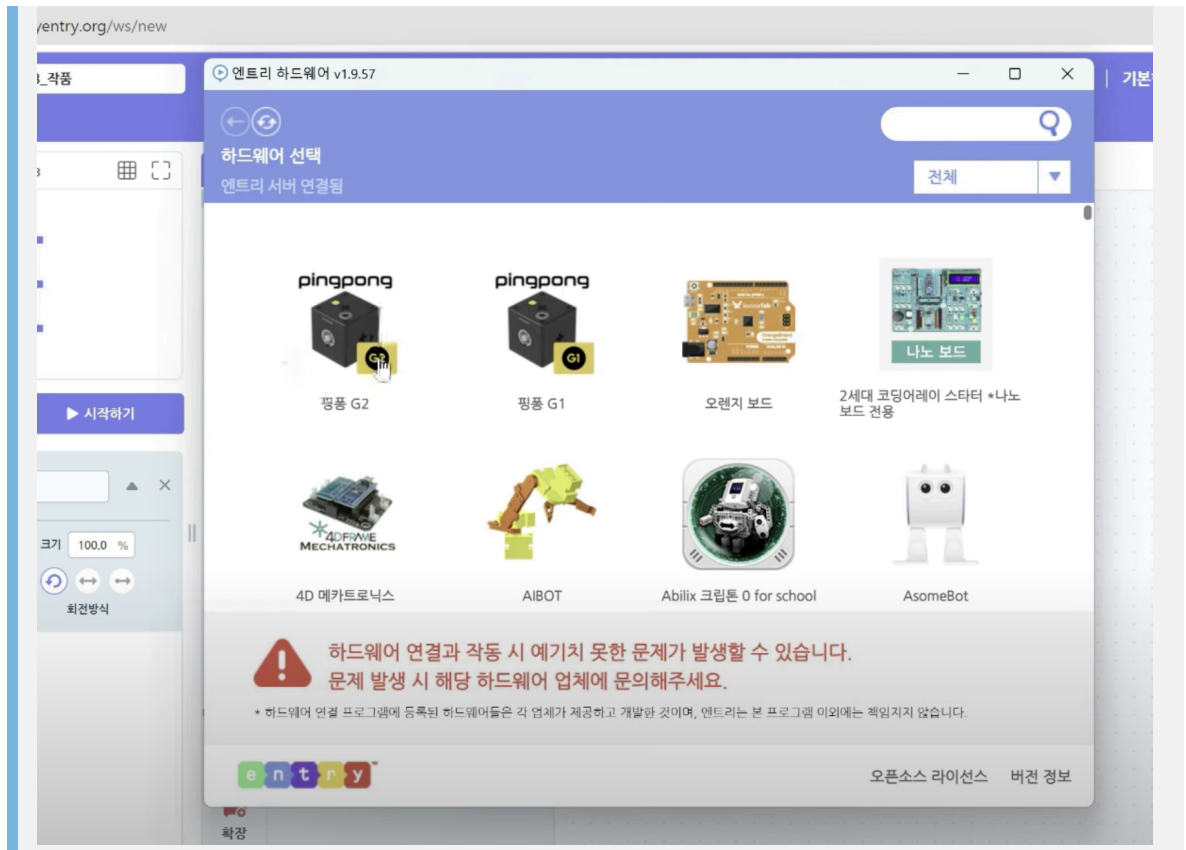 yentry.org/ws/new
_작품
엔트리 하드웨어 v1.9.57
기본
하드웨어 선택
엔트리 서버 연결됨
전체
pingpong
G2
핑퐁 G2
pingpong
G1
핑퐁 G1
오렌지 보드
나노 보드
2세대 코딩어레이 스타터 *나노
보드 전용
시작하기
크기 100.0 %
회전방식
4DFRAME
MECHATRONICS
4D 메카트로닉스
AIBOT
Abilix 크립톤 0 for school
AsomeBot
하드웨어 연결과 작동 시 예기치 못한 문제가 발생할 수 있습니다.
문제 발생 시 해당 하드웨어 업체에 문의해주세요.
* 하드웨어 연결 프로그램에 등록된 하드웨어들은 각 업체가 제공하고 개발한 것이며, 엔트리는 본 프로그램 이외에는 책임지지 않습니다.
entry
오픈소스 라이선스 버전 정보
확장